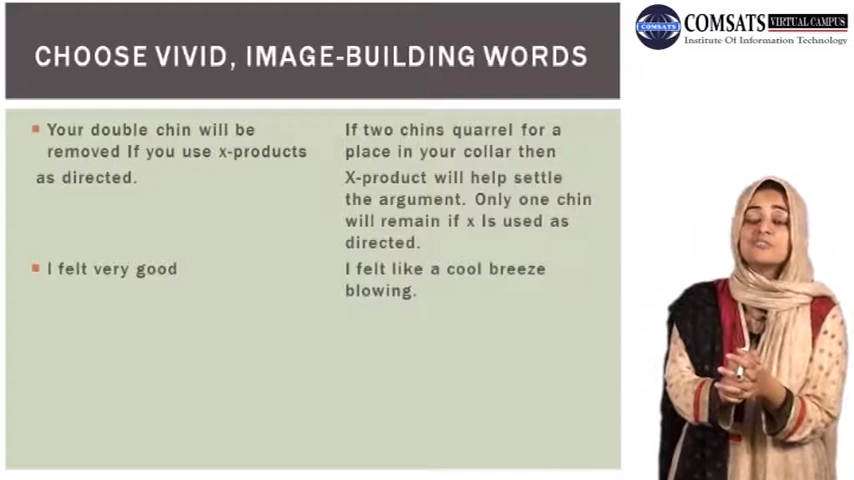 CHOOSE VIVID, IMAGE-BUILDING WORDS
COMSATS VIRTUAL CAMPUS
Institute Of Information Technology
Your double chin will be
removed If you use x-products
as directed.
I felt very good
If two chins quarrel for a
place in your collar then
X-product will help settle
the argument. Only one chin
will remain if x Is used as
directed.
I felt like a cool breeze
blowing.